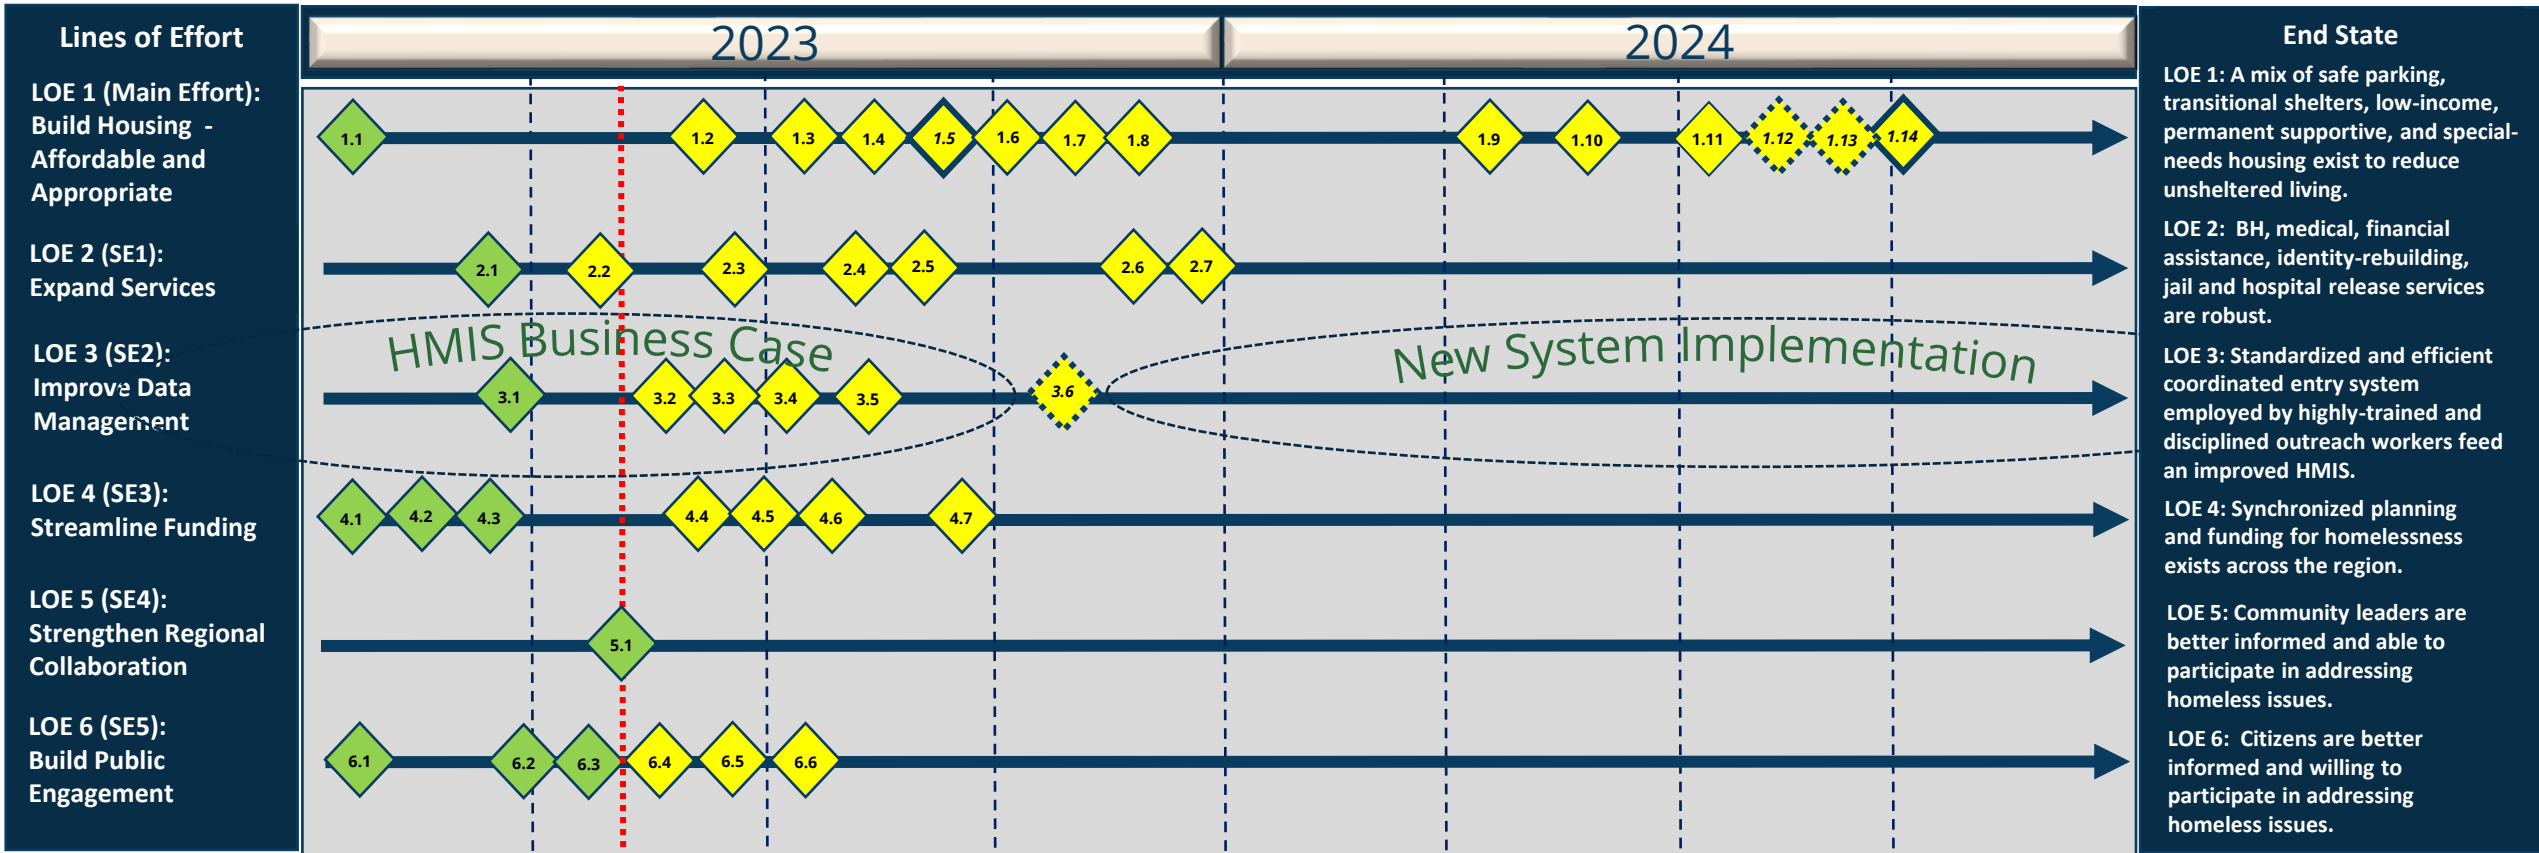 Lines of Effort
2023
2024
End State
LOE 1 (Main Effort):
Build Housing -
Affordable and
Appropriate
1.1
1.2
1.3
1.4
1.5
1.6
1.7
1.8
1.9
1.10
1.11
1.12
1.13
1.14
LOE 1: A mix of safe parking,
transitional shelters, low-income,
permanent supportive, and special-
needs housing exist to reduce
unsheltered living.
LOE 2 (SE1):
Expand Services
2.1
2.2
2.3
2.4
2.5
2.6
2.7
LOE 2:  BH, medical, financial
assistance, identity-rebuilding,
jail and hospital release services
are robust.
HMIS Business Case
New System Implementation
LOE 3 (SE2):
Improve Data
Management
3.1
3.2
3.3
3.4
3.5
3.6
LOE 3: Standardized and efficient
coordinated entry system
employed by highly-trained and
disciplined outreach workers feed
an improved HMIS.
LOE 4 (SE3):
Streamline Funding
4.1
4.2
4.3
4.4
4.5
4.6
4.7
LOE 4: Synchronized planning
and funding for homelessness
exists across the region.
LOE 5 (SE4):
Strengthen Regional
Collaboration
5.1
LOE 5: Community leaders are
better informed and able to
participate in addressing
homeless issues.
LOE 6 (SE5):
Build Public
Engagement
6.1
6.2
6.3
6.4
6.5
6.6
LOE 6:  Citizens are better
informed and willing to
participate in addressing
homeless issues.